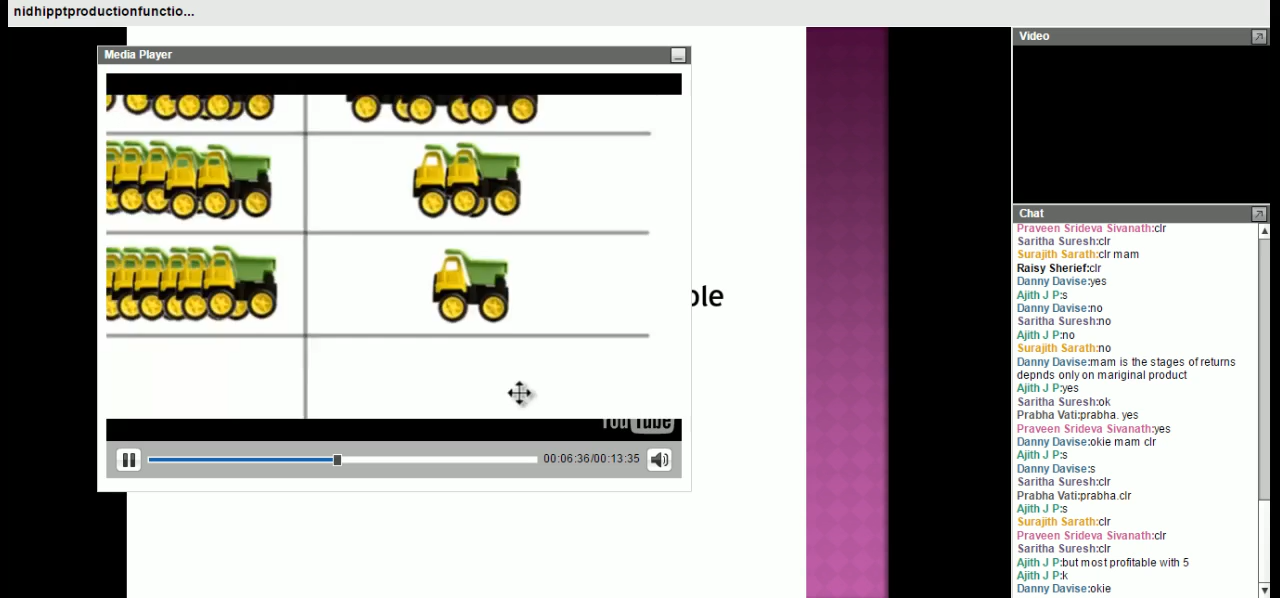 nidhipptproductionfunctio...
Media Player
ble
YouTube
00:06:36/00:13:35
Video
Chat
Praveen Srideva Sivanath:clr
Saritha Suresh:clr
Surajith Sarath:clr mam
Raisy Sherief:clr
Danny Davise:yes
Ajith J P:s
Danny Davise:no
Saritha Suresh:no
Ajith J P:no
Surajith Sarath:no
Danny Davise:mam is the stages of returns
depnds only on mariginal product
Ajith J P:yes
Saritha Suresh:ok
Prabha Vati:prabha. yes
Praveen Srideva Sivanath:yes
Danny Davise:okie mam clr
Ajith J P:s
Danny Davise:s
Saritha Suresh:clr
Prabha Vati:prabha.clr
Ajith J P:s
Surajith Sarath:clr
Praveen Srideva Sivanath:clr
Saritha Suresh:clr
Ajith J P:but most profitable with 5
Ajith J P:k
Danny Davise:okie